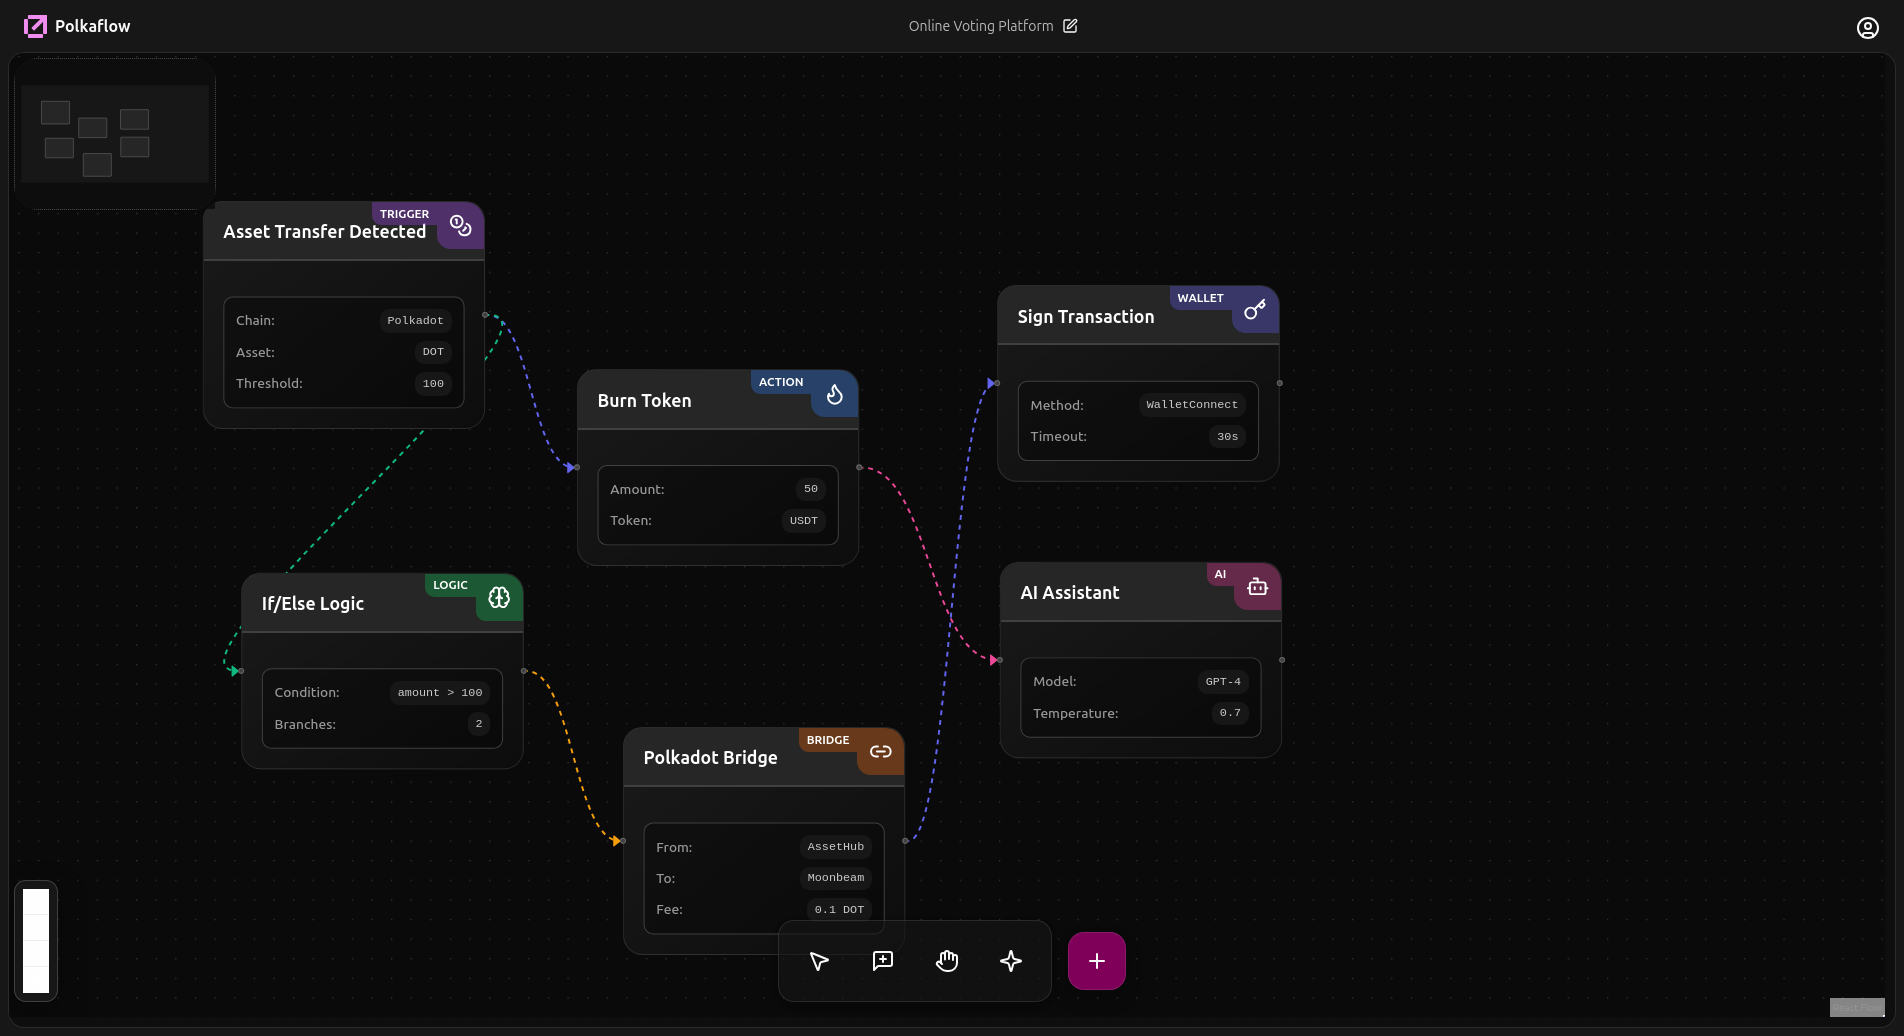 Polkaflow
Online Voting Platform
TRIGGER
Asset Transfer Detected
Chain: Polkadot
Asset: DOT
Threshold: 100
ACTION
Burn Token
Amount: 50
Token: USDT
WALLET
Sign Transaction
Method: WalletConnect
Timeout: 30s
LOGIC
If/Else Logic
Condition: amount > 100
Branches: 2
AI
AI Assistant
Model: GPT-4
Temperature: 0.7
BRIDGE
Polkadot Bridge
From: AssetHub
To: Moonbeam
Fee: 0.1 DOT
React Flow